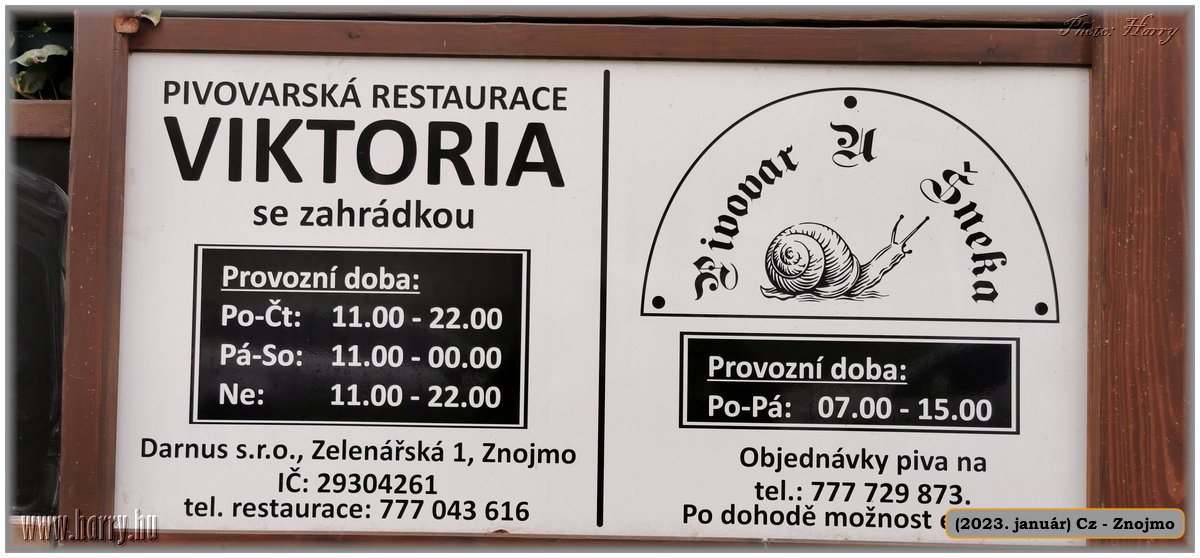 PIVOVARSKÁ RESTAURACE
VIKTORIA
se zahrádkou
Provozní doba:
Po-Čt: 11.00 - 22.00
Pá-So: 11.00 - 00.00
Ne: 11.00 - 22.00
Darnus s.r.o., Zelenářská 1, Znojmo
IČ: 29304261
tel. restaurace: 777 043 616
Pivovar U Šneka
Provozní doba:
Po-Pá: 07.00 - 15.00
Objednávky piva na
tel.: 777 729 873.
Po dohodě možnost
Photo: Harry
www.harry.hu
(2023. január) Cz - Znojmo